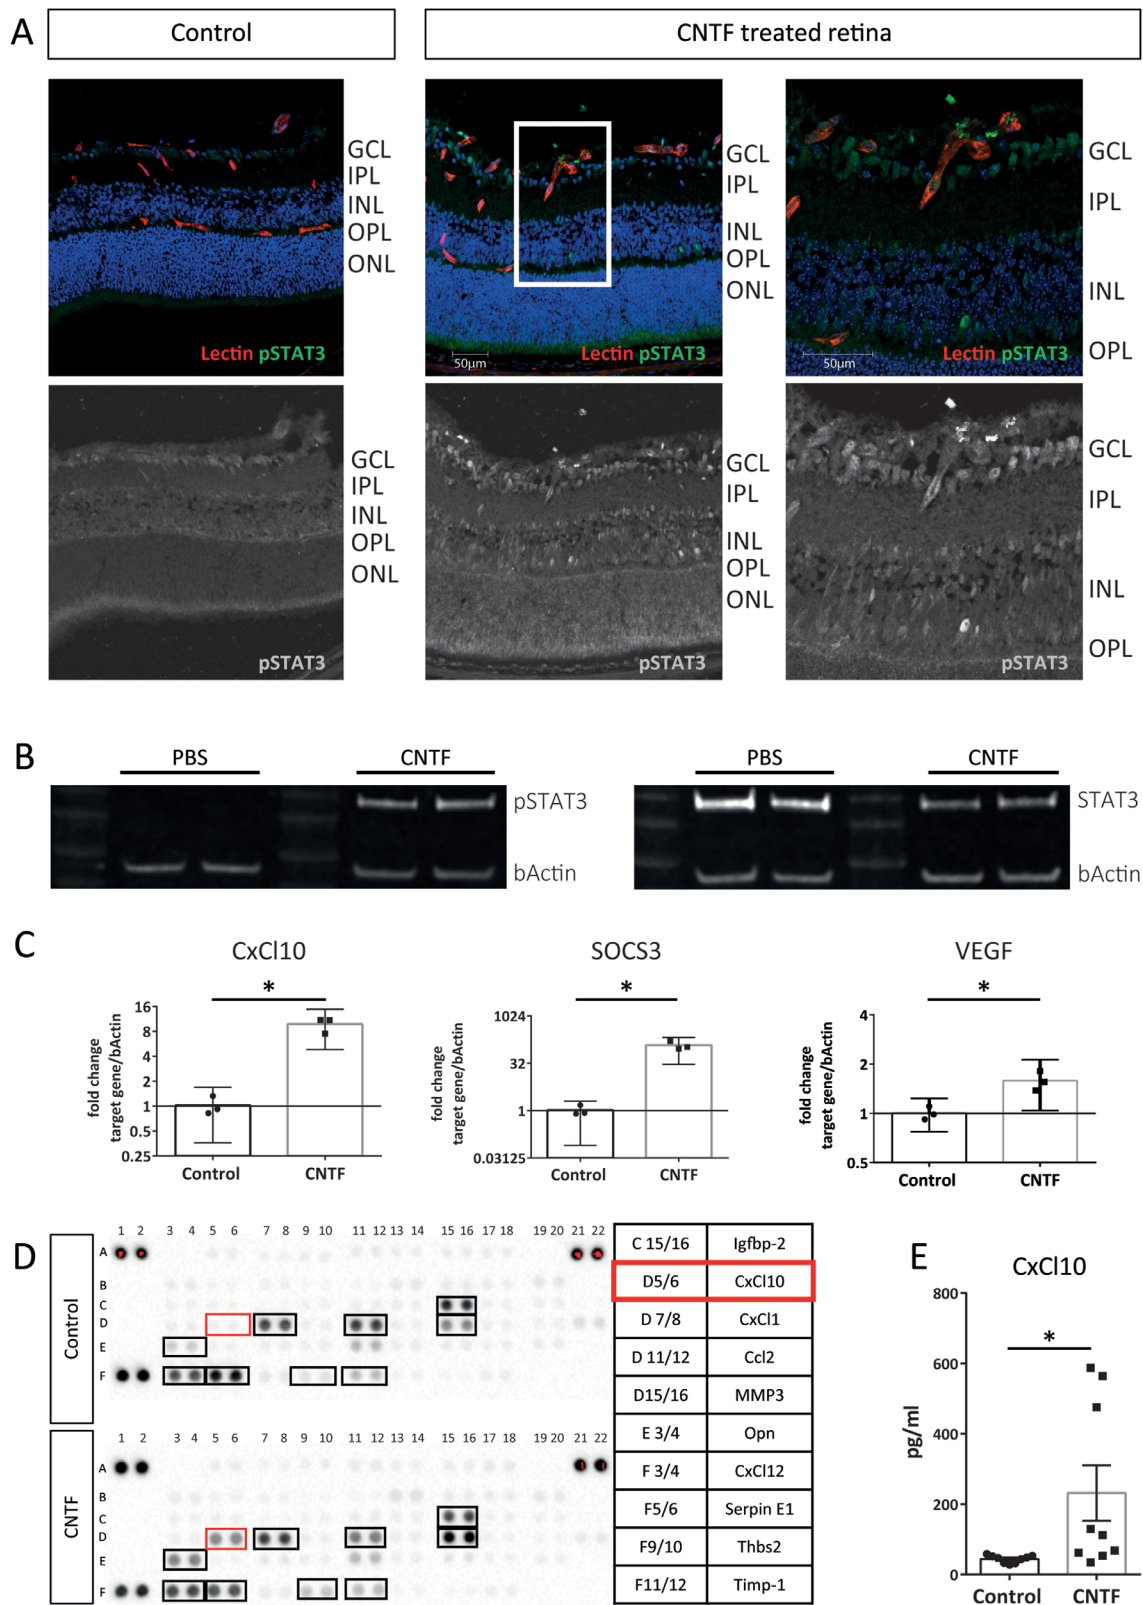 A
Control
CNTF treated retina
GCL
IPL
INL
OPL
ONL
Lectin pSTAT3
GCL
IPL
INL
OPL
ONL
50µm
Lectin pSTAT3
GCL
IPL
INL
OPL
50µm
Lectin pSTAT3
GCL
IPL
INL
OPL
ONL
pSTAT3
GCL
IPL
INL
OPL
ONL
pSTAT3
GCL
IPL
INL
OPL
pSTAT3
B
PBS
CNTF
pSTAT3
bActin
PBS
CNTF
STAT3
bActin
C
CxCl10
*
fold change
target gene/bActin
16
8
4
2
1
0.5
0.25
Control
CNTF
SOCS3
*
fold change
target gene/bActin
1024
32
1
0.03125
Control
CNTF
VEGF
*
fold change
target gene/bActin
4
2
1
0.5
Control
CNTF
D
Control
1 2 3 4 5 6 7 8 9 10 11 12 13 14 15 16 17 18 19 20 21 22
A
B
C
D
E
F
CNTF
1 2 3 4 5 6 7 8 9 10 11 12 13 14 15 16 17 18 19 20 21 22
A
B
C
D
E
F
C 15/16 Igfbp-2
D5/6 CxCl10
D 7/8 CxCl1
D 11/12 Ccl2
D15/16 MMP3
E 3/4 Opn
F 3/4 CxCl12
F5/6 Serpin E1
F9/10 Thbs2
F11/12 Timp-1
E
CxCl10
*
pg/ml
800
600
400
200
0
Control
CNTF